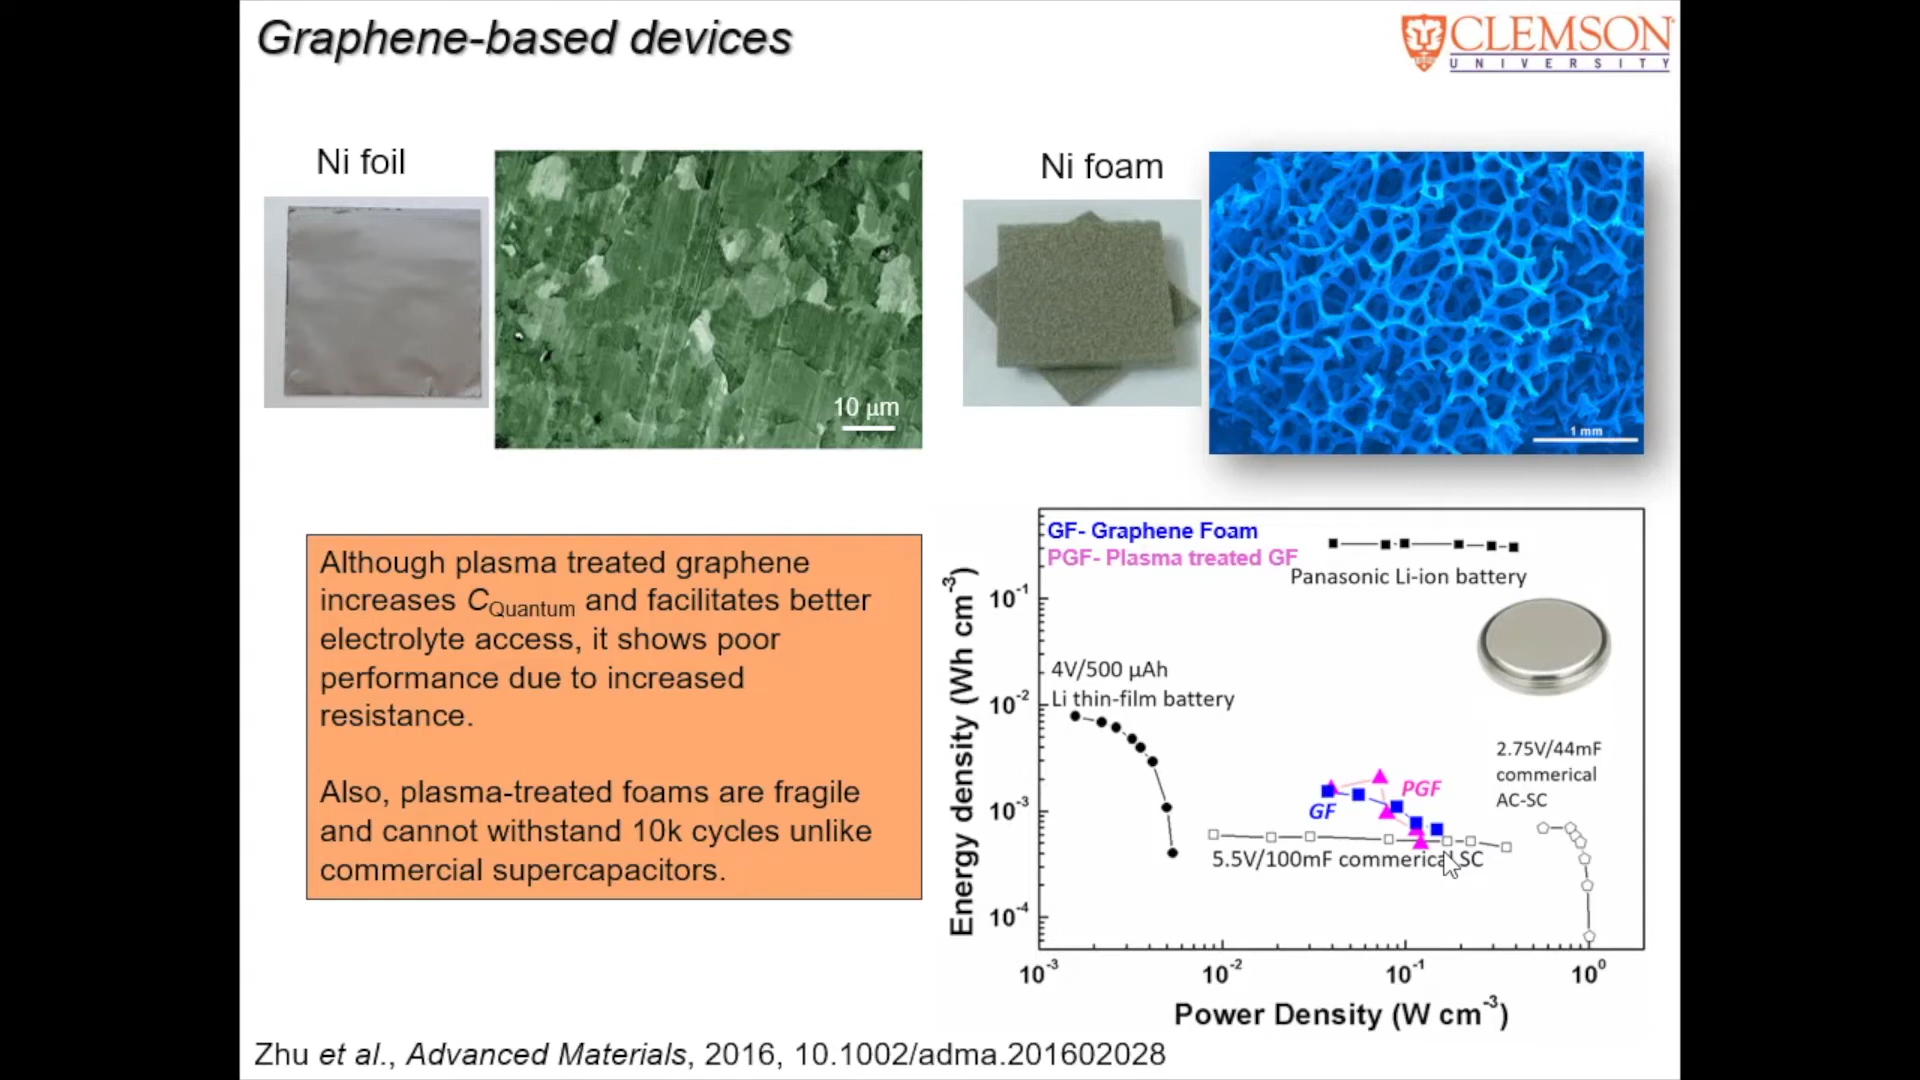 Graphene-based devices
CLEMSON
UNIVERSITY
Ni foil
10 µm
Ni foam
1 mm
Although plasma treated graphene
increases CQuantum and facilitates better
electrolyte access, it shows poor
performance due to increased
resistance.
Also, plasma-treated foams are fragile
and cannot withstand 10k cycles unlike
commercial supercapacitors.
GF- Graphene Foam
PGF- Plasma treated GF
Panasonic Li-ion battery
4V/500 µAh
Li thin-film battery
2.75V/44mF
commerical
AC-SC
PGF
GF
5.5V/100mF commerical SC
Energy density (Wh cm-3)
10-1
10-2
10-3
10-4
10-3
10-2
10-1
100
Power Density (W cm-3)
Zhu et al., Advanced Materials, 2016, 10.1002/adma.201602028